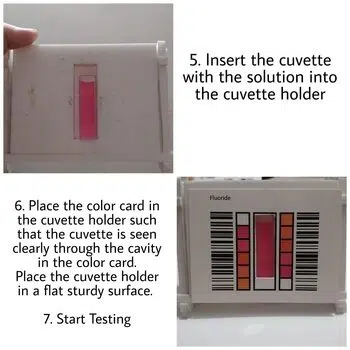 5. Insert the cuvette
with the solution into
the cuvette holder
6. Place the color card in
the cuvette holder such
that the cuvette is seen
clearly through the cavity
in the color card.
Place the cuvette holder
in a flat sturdy surface.
7. Start Testing
Fluoride